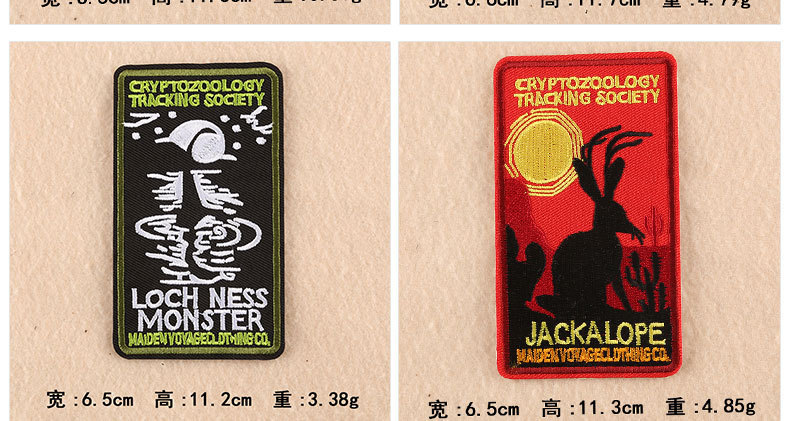 CRYPTOZOOLOGY
TRACKING SOCIETY
LOCH NESS
MONSTER
MAIDEN VOYAGE CLOTHING CO.
宽:6.5cm 高:11.2cm 重:3.38g
CRYPTOZOOLOGY
TRACKING SOCIETY
JACKALOPE
MAIDEN VOYAGE CLOTHING CO.
宽:6.5cm 高:11.3cm 重:4.85g